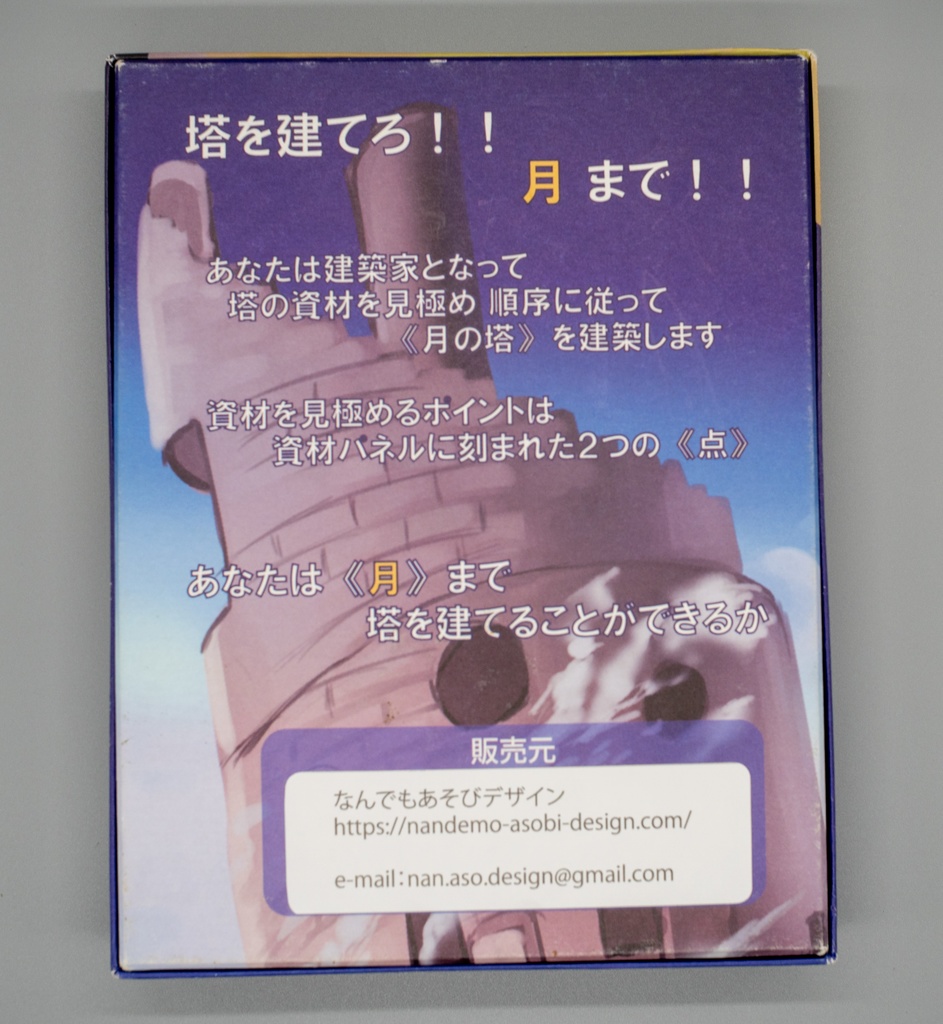 塔を建てろ！！
月まで！！
あなたは建築家となって
塔の資材を見極め 順序に従って
《月の塔》を建築します
資材を見極めるポイントは
資材パネルに刻まれた２つの《点》
あなたは《月》まで
塔を建てることができるか
販売元
なんでもあそびデザイン
https://nandemo-asobi-design.com/
e-mail：nan.aso.design@gmail.com